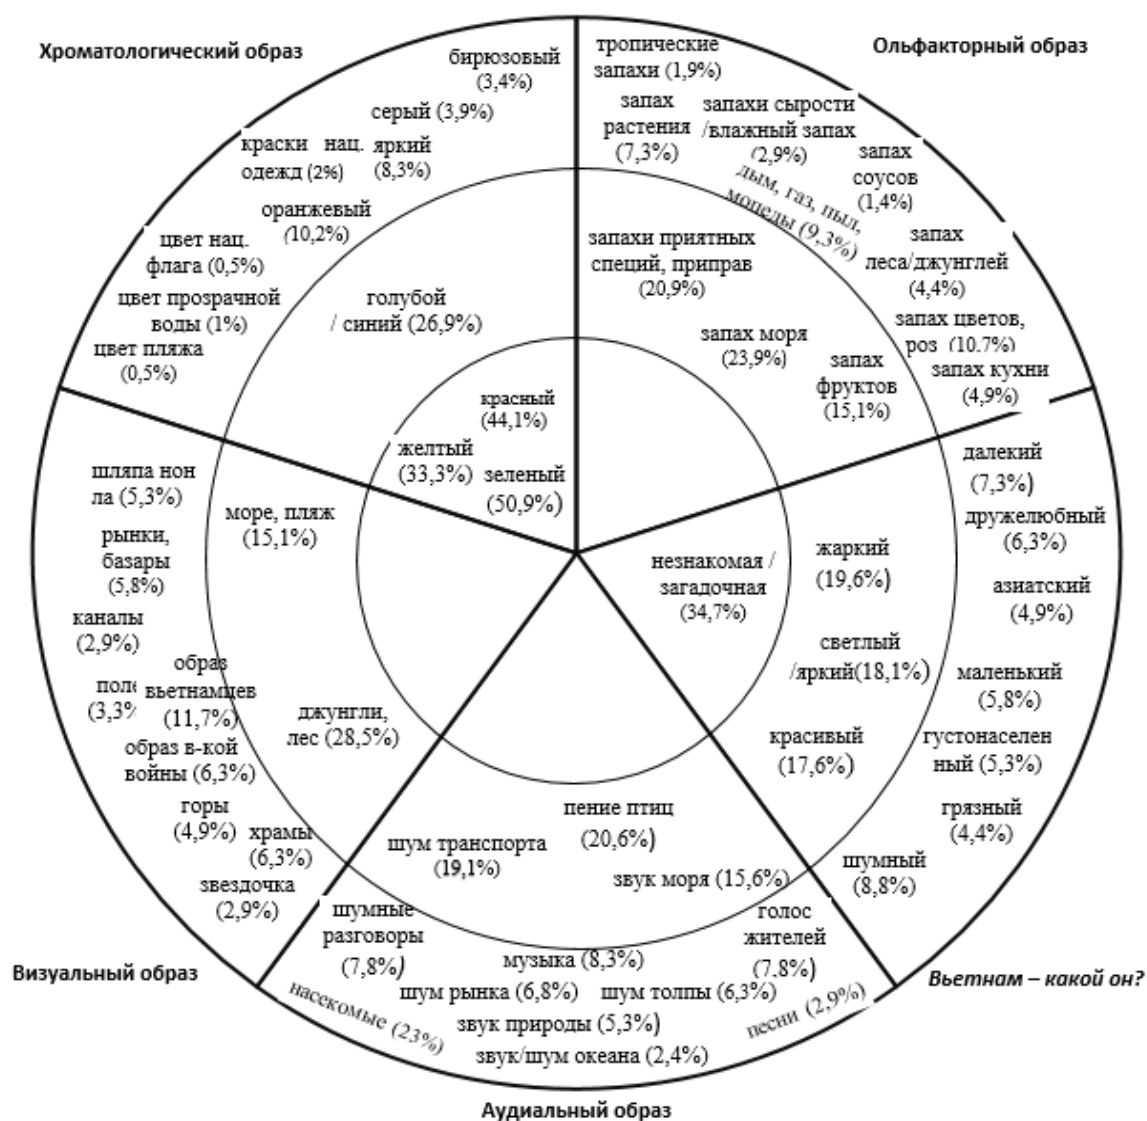 Хроматологический образ
бирюзовый
(3,4%)
серый (3,9%)
краски нац.
одежд (2%)
яркий
(8,3%)
оранжевый
(10,2%)
цвет нац.
флага (0,5%)
цвет прозрачной
воды (1%)
цвет пляжа
(0,5%)
голубой
/ синий (26,9%)
красный
(44,1%)
желтый
(33,3%)
зеленый
(50,9%)
Ольфакторный образ
тропические
запахи (1,9%)
запах
растения
(7,3%)
запахи сырости
/влажный запах
(2,9%)
запах
соусов
(1,4%)
дым, газ, пыл,
мопеды (9,3%)
запах
леса/джунглей
(4,4%)
запахи приятных
специй, приправ
(20,9%)
запах моря
(23,9%)
запах
фруктов
(15,1%)
запах цветов,
роз (10,7%)
запах кухни
(4,9%)
далекий
(7,3%)
дружелюбный
(6,3%)
жаркий
(19,6%)
азиатский
(4,9%)
незнакомая /
загадочная
(34,7%)
светлый
/яркий(18,1%)
маленький
(5,8%)
красивый
(17,6%)
густонаселен
ный (5,3%)
грязный
(4,4%)
шумный
(8,8%)
Вьетнам – какой он?
шляпа нон
ла (5,3%)
море, пляж
(15,1%)
рынки,
базары
(5,8%)
каналы
(2,9%)
образ
вьетнамцев
(11,7%)
(3,3%
джунгли,
лес (28,5%)
образ в-кой
войны (6,3%)
горы
(4,9%)
храмы
(6,3%)
звездочка
(2,9%)
Визуальный образ
пение птиц
(20,6%)
шум транспорта
(19,1%)
звук моря (15,6%)
шумные
разговоры
(7,8%)
голос
жителей
(7,8%)
музыка (8,3%)
шум рынка (6,8%)
шум толпы (6,3%)
насекомые (23%)
звук природы (5,3%)
песни (2,9%)
звук/шум океана (2,4%)
Аудиальный образ